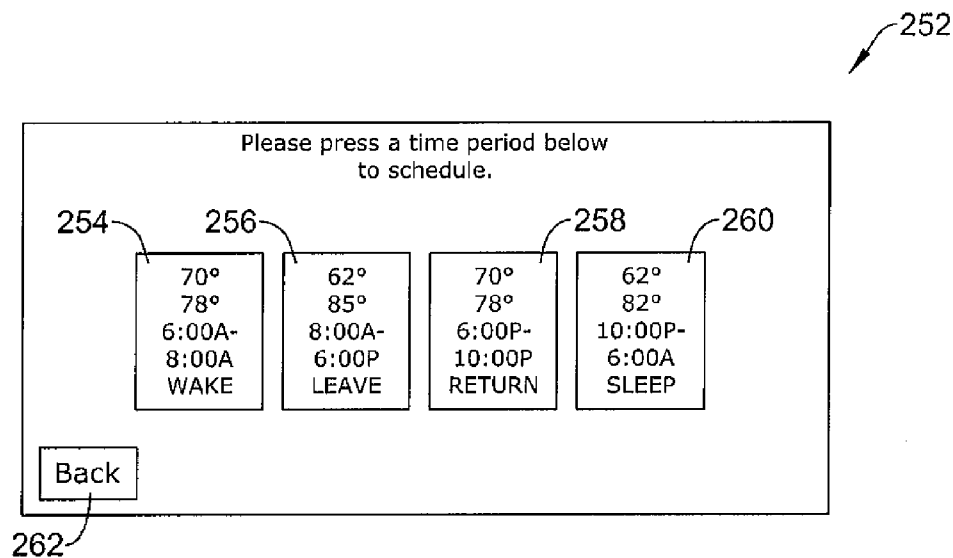 252
Please press a time period below
to schedule.
254
256
258
260
70°
78°
6:00A-
8:00A
WAKE
62°
85°
8:00A-
6:00P
LEAVE
70°
78°
6:00P-
10:00P
RETURN
62°
82°
10:00P-
6:00A
SLEEP
Back
262